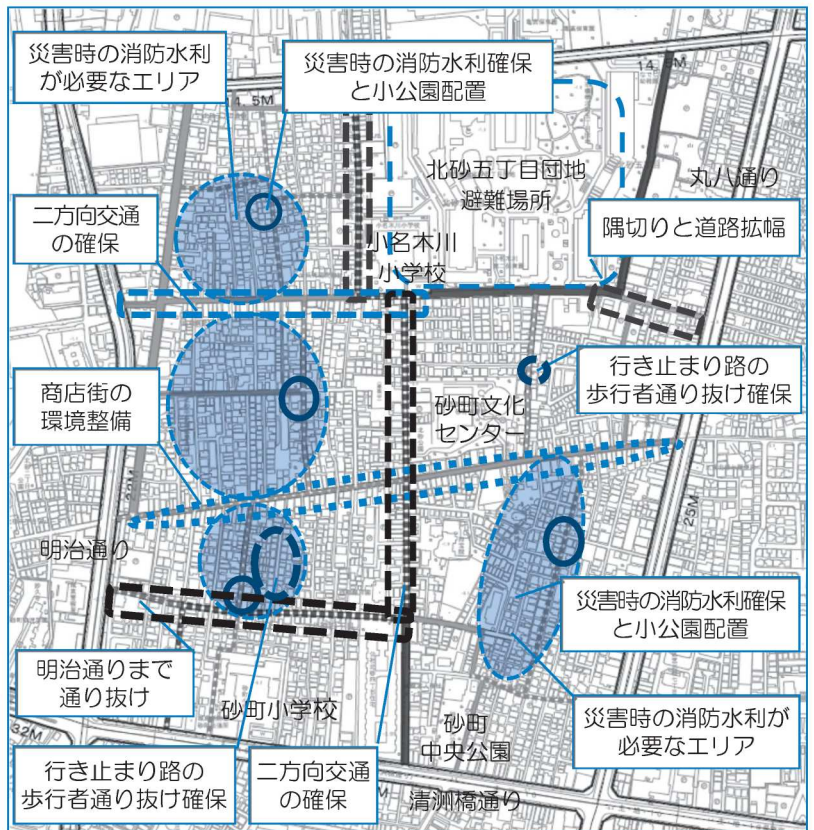 災害時の消防水利
が必要なエリア
災害時の消防水利確保
と小公園配置
14.5M
北砂五丁目団地
避難場所
丸八通り
二方向交通
の確保
隅切りと道路拡幅
小名木川
小学校
行き止まり路の
歩行者通り抜け確保
商店街の
環境整備
砂町文化
センター
明治通り
25M
災害時の消防水利確保
と小公園配置
明治通りまで
通り抜け
砂町小学校
砂町
中央公園
災害時の消防水利が
必要なエリア
32M
行き止まり路の
歩行者通り抜け確保
二方向交通
の確保
清洲橋通り